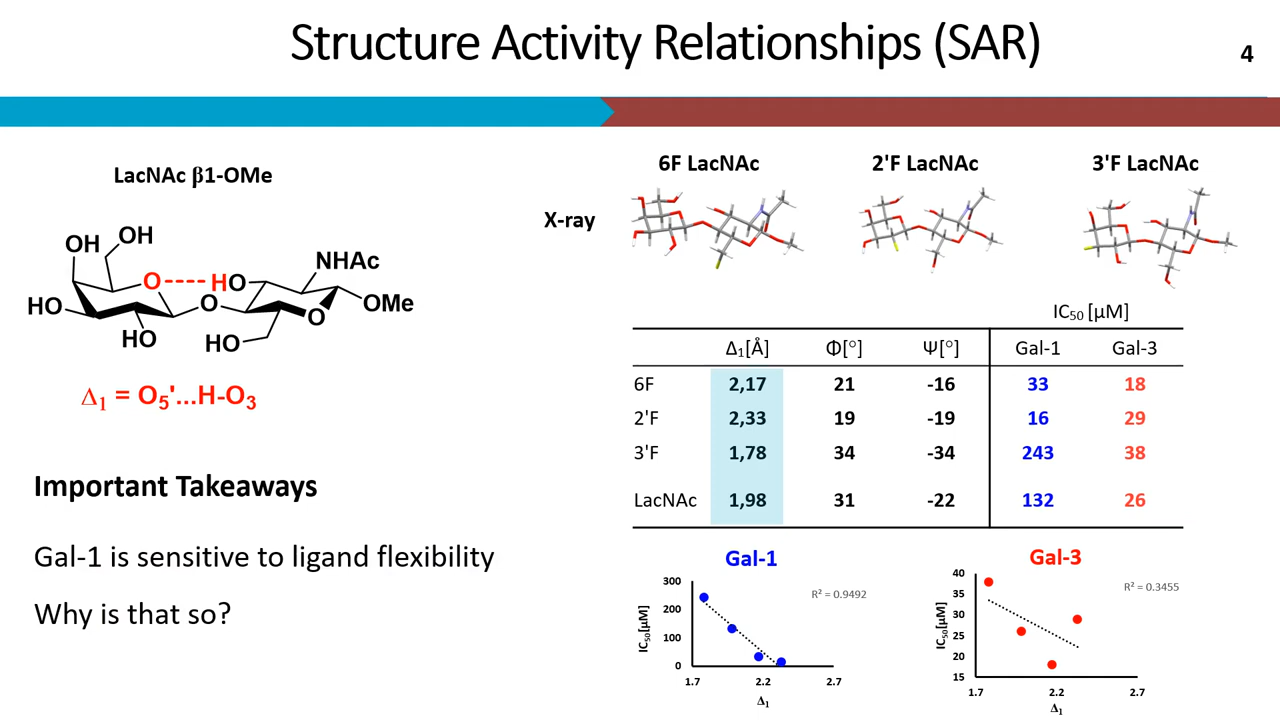 Structure Activity Relationships (SAR)
4
LacNAc β1-OMe
OH
OH
O
HO
NHAc
HO
O
OMe
O
HO
HO
Δ₁ = O₅'...H-O₃
Important Takeaways
Gal-1 is sensitive to ligand flexibility
Why is that so?
6F LacNAc 2'F LacNAc 3'F LacNAc
X-ray
IC₅₀ [μM]
Δ₁[Å] Φ[°] Ψ[°] Gal-1 Gal-3
6F 2,17 21 -16 33 18
2'F 2,33 19 -19 16 29
3'F 1,78 34 -34 243 38
LacNAc 1,98 31 -22 132 26
Gal-1
R² = 0.9492
IC₅₀[μM]
300
200
100
0
1.7 2.2 2.7
Δ₁
Gal-3
R² = 0.3455
IC₅₀[μM]
40
35
30
25
20
15
1.7 2.2 2.7
Δ₁